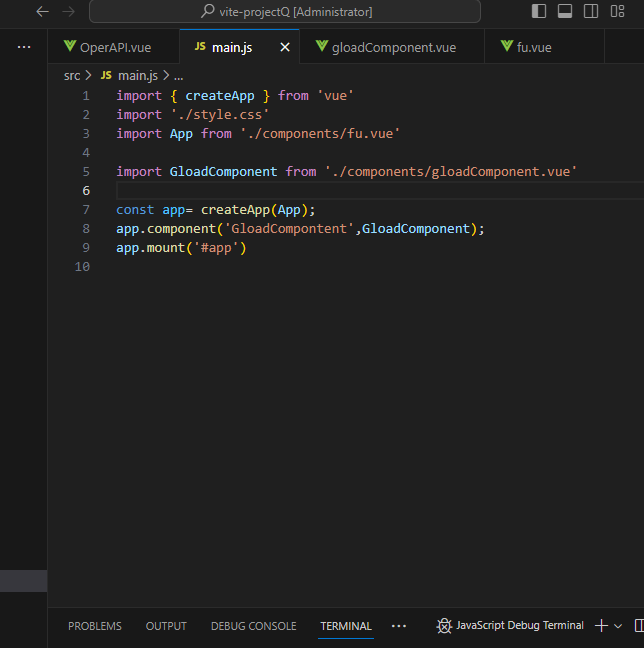 vite-projectQ [Administrator]
OperAPI.vue
JS main.js
gloadComponent.vue
fu.vue
src > JS main.js > ...
1 import { createApp } from 'vue'
2 import './style.css'
3 import App from './components/fu.vue'
4
5 import GloadComponent from './components/gloadComponent.vue'
6
7 const app= createApp(App);
8 app.component('GloadCompontent',GloadComponent);
9 app.mount('#app')
10
PROBLEMS OUTPUT DEBUG CONSOLE TERMINAL ... JavaScript Debug Terminal